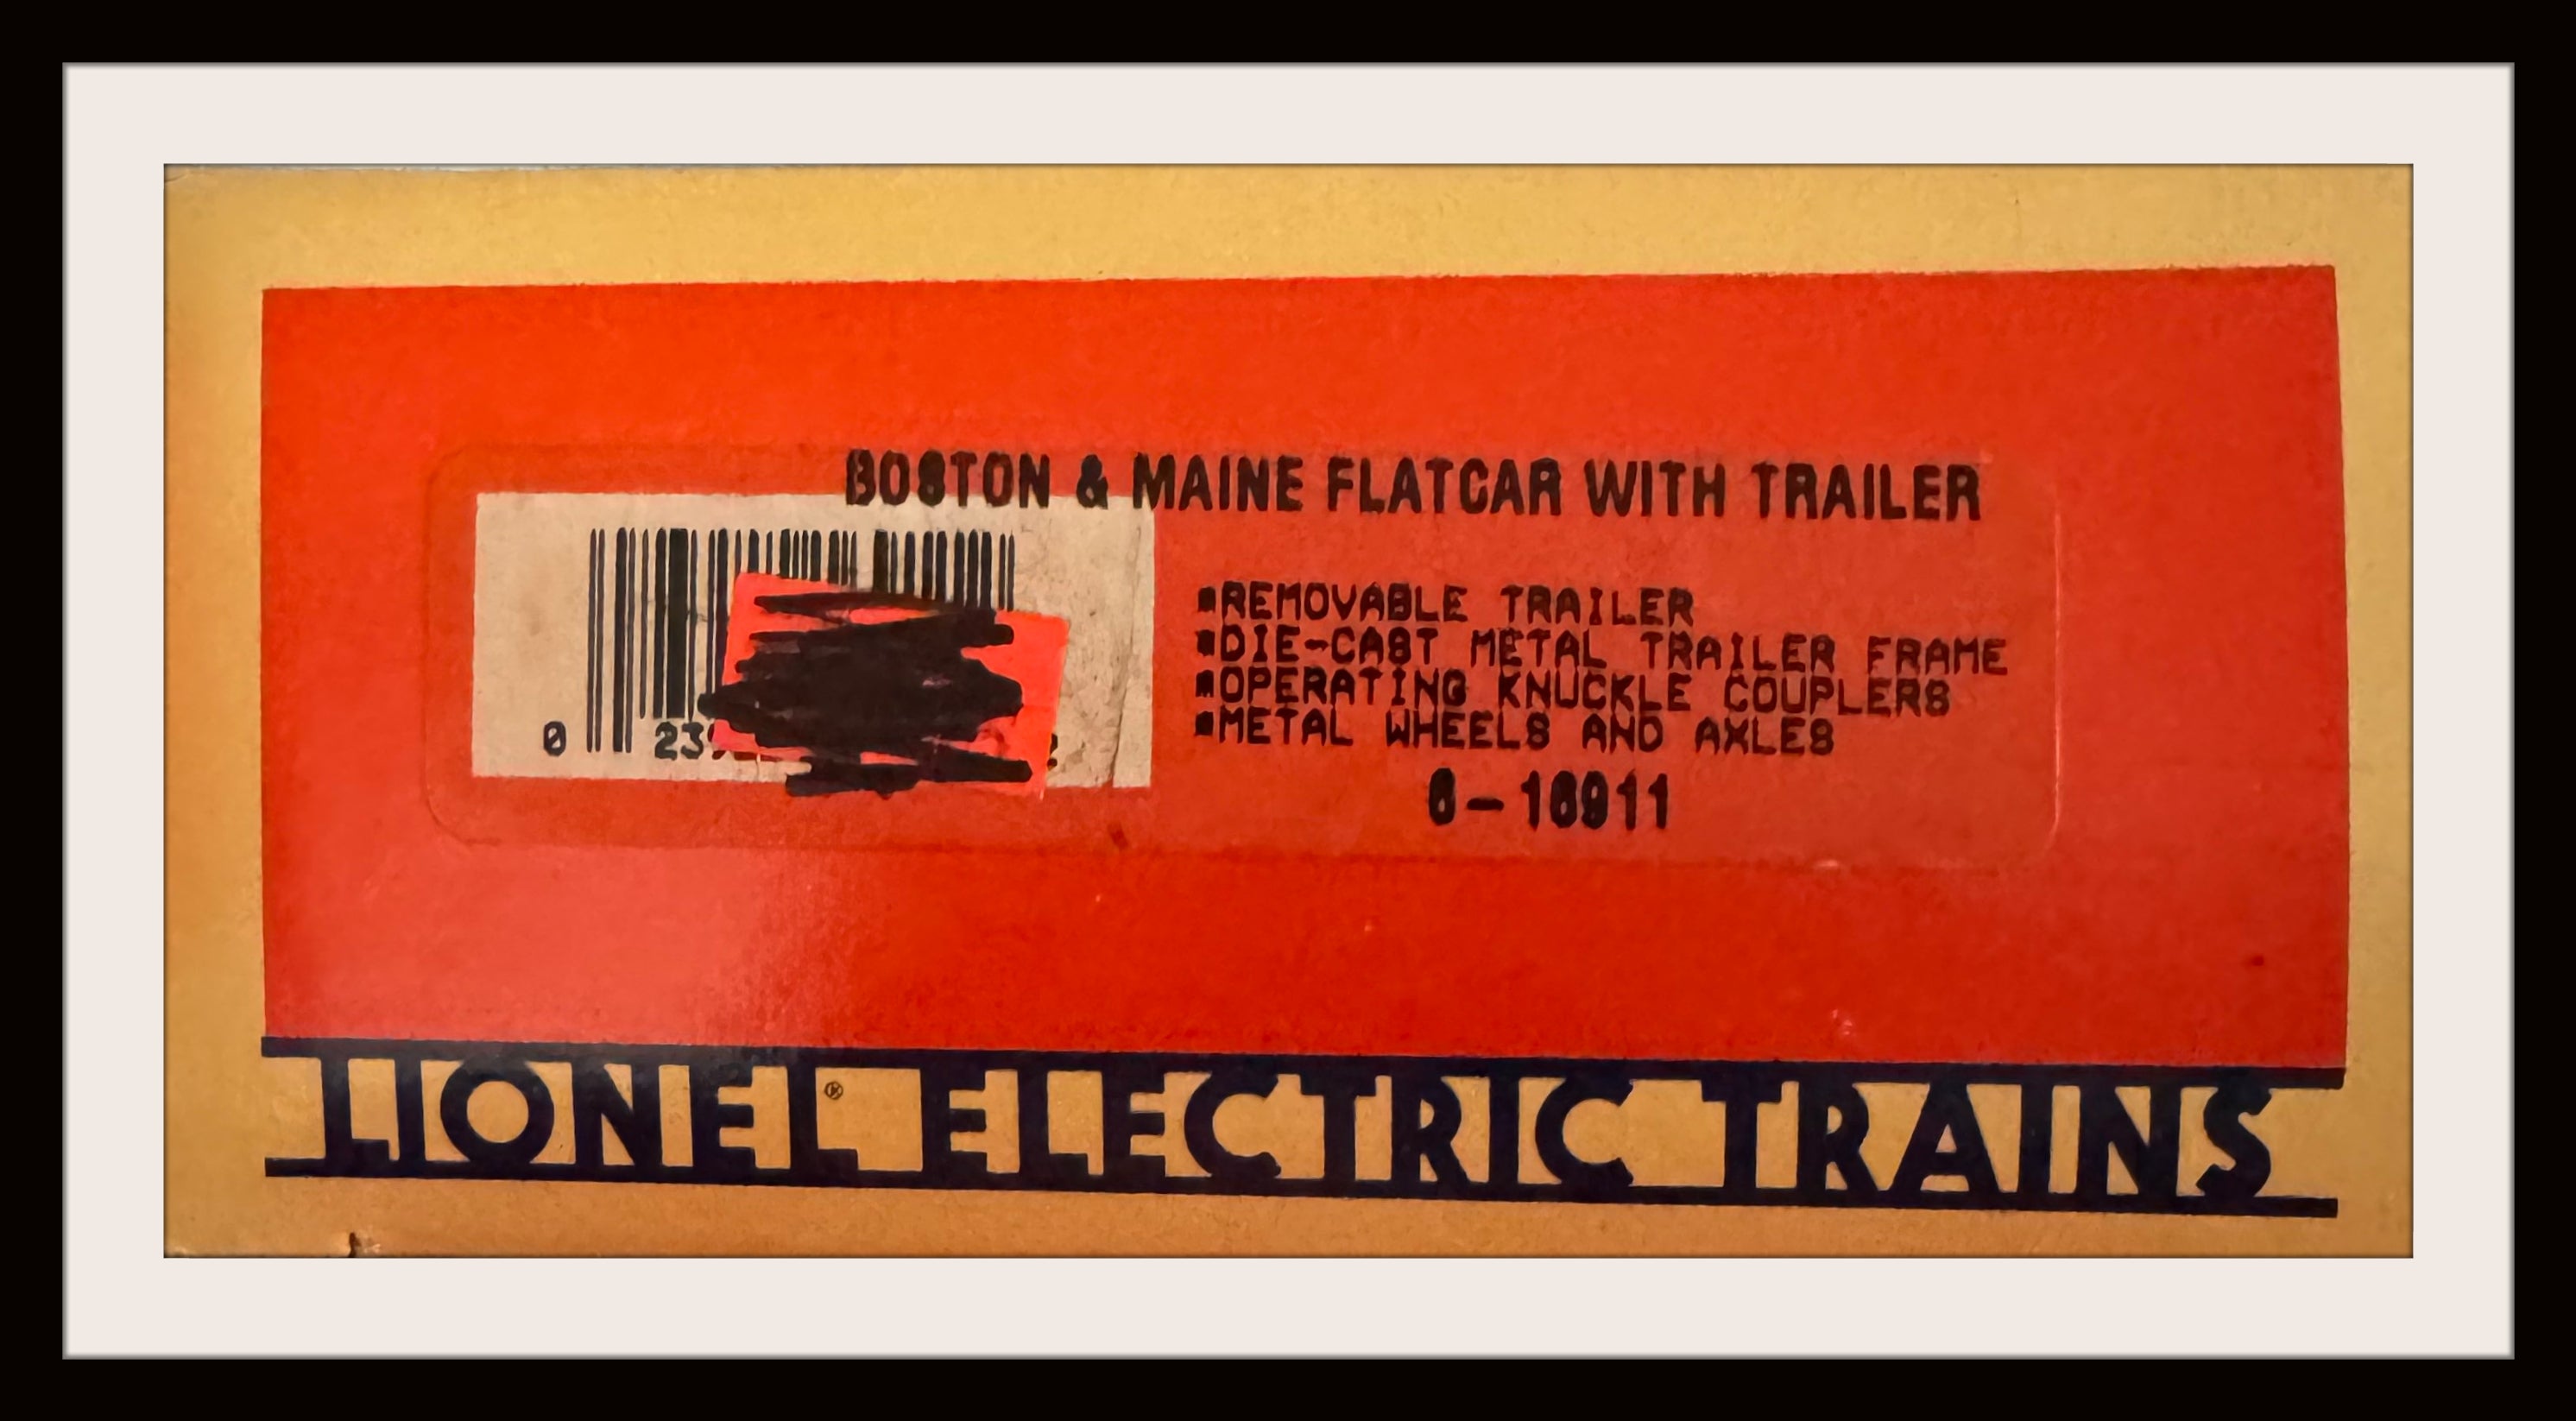 BOSTON & MAINE FLATCAR WITH TRAILER
▪REMOVABLE TRAILER
▪DIE-CAST METAL TRAILER FRAME
▪OPERATING KNUCKLE COUPLERS
▪METAL WHEELS AND AXLES
6-16911
0 23
LIONEL® ELECTRIC TRAINS